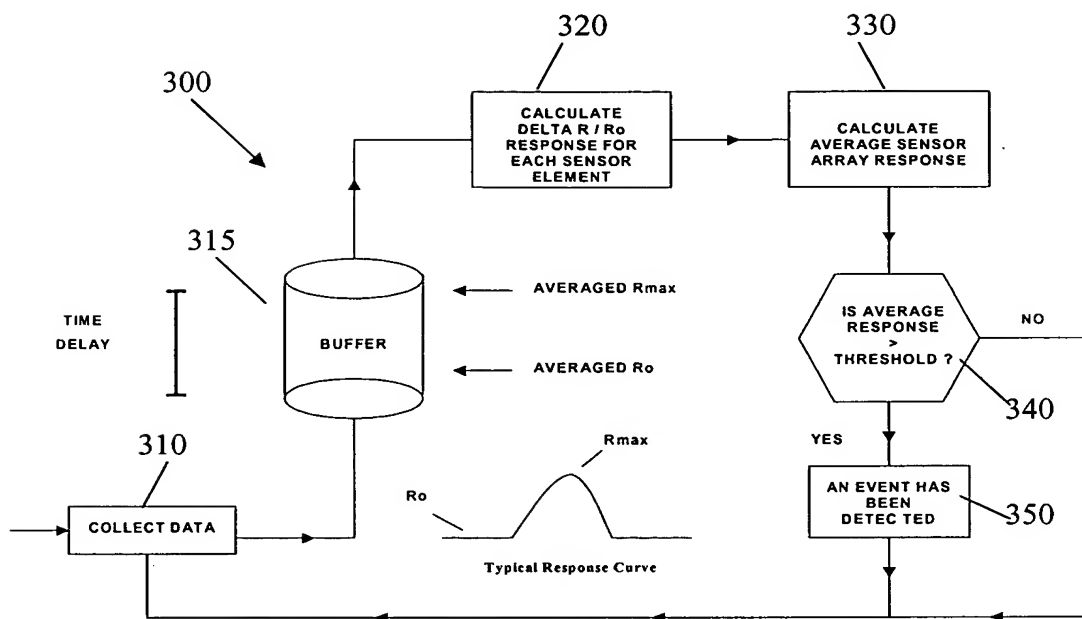 320
330
300
CALCULATE
DELTA R / Ro
RESPONSE FOR
EACH SENSOR
ELEMENT
CALCULATE
AVERAGE SENSOR
ARRAY RESPONSE
315
TIME
DELAY
BUFFER
AVERAGED Rmax
AVERAGED Ro
IS AVERAGE
RESPONSE
>
THRESHOLD ?
NO
340
YES
310
COLLECT DATA
Ro
Rmax
Typical Response Curve
AN EVENT HAS
BEEN
DETEC TED
350